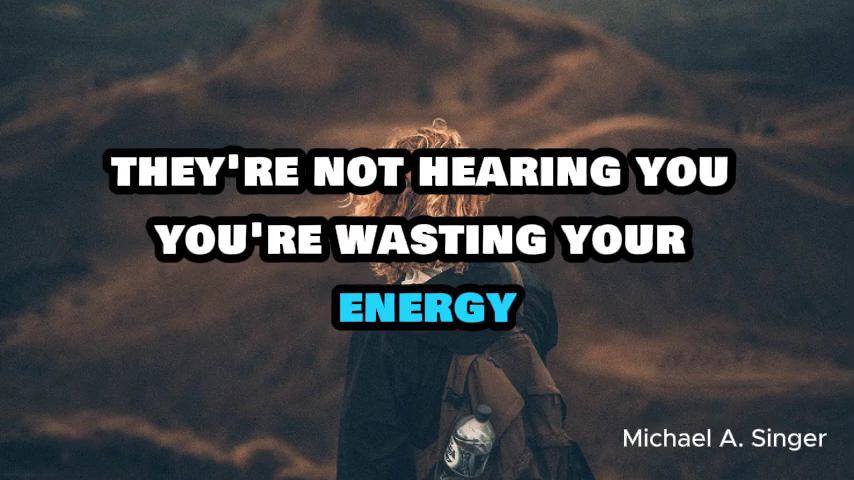 THEY'RE NOT HEARING YOU
YOU'RE WASTING YOUR
ENERGY
Michael A. Singer